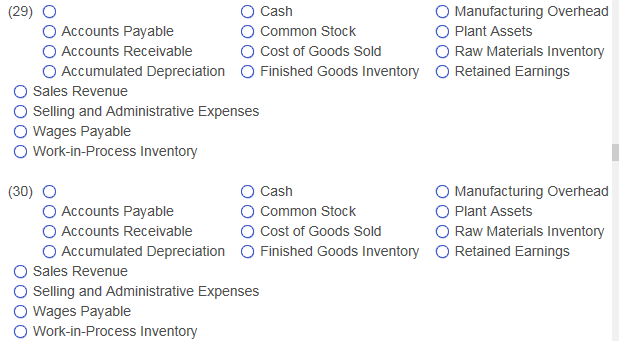 (29) Cash Manufacturing Overhead
Accounts Payable Common Stock Plant Assets
Accounts Receivable Cost of Goods Sold Raw Materials Inventory
Accumulated Depreciation Finished Goods Inventory Retained Earnings
Sales Revenue
Selling and Administrative Expenses
Wages Payable
Work-in-Process Inventory
(30) Cash Manufacturing Overhead
Accounts Payable Common Stock Plant Assets
Accounts Receivable Cost of Goods Sold Raw Materials Inventory
Accumulated Depreciation Finished Goods Inventory Retained Earnings
Sales Revenue
Selling and Administrative Expenses
Wages Payable
Work-in-Process Inventory